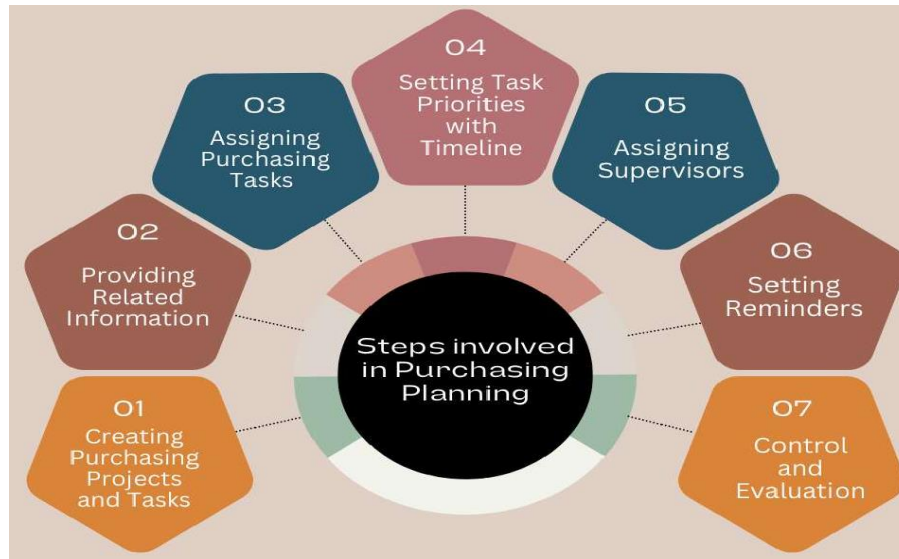 01
Creating
Purchasing
Projects
and Tasks
02
Providing
Related
Information
03
Assigning
Purchasing
Tasks
04
Setting Task
Priorities
with
Timeline
05
Assigning
Supervisors
06
Setting
Reminders
07
Control
and
Evaluation
Steps involved
in Purchasing
Planning